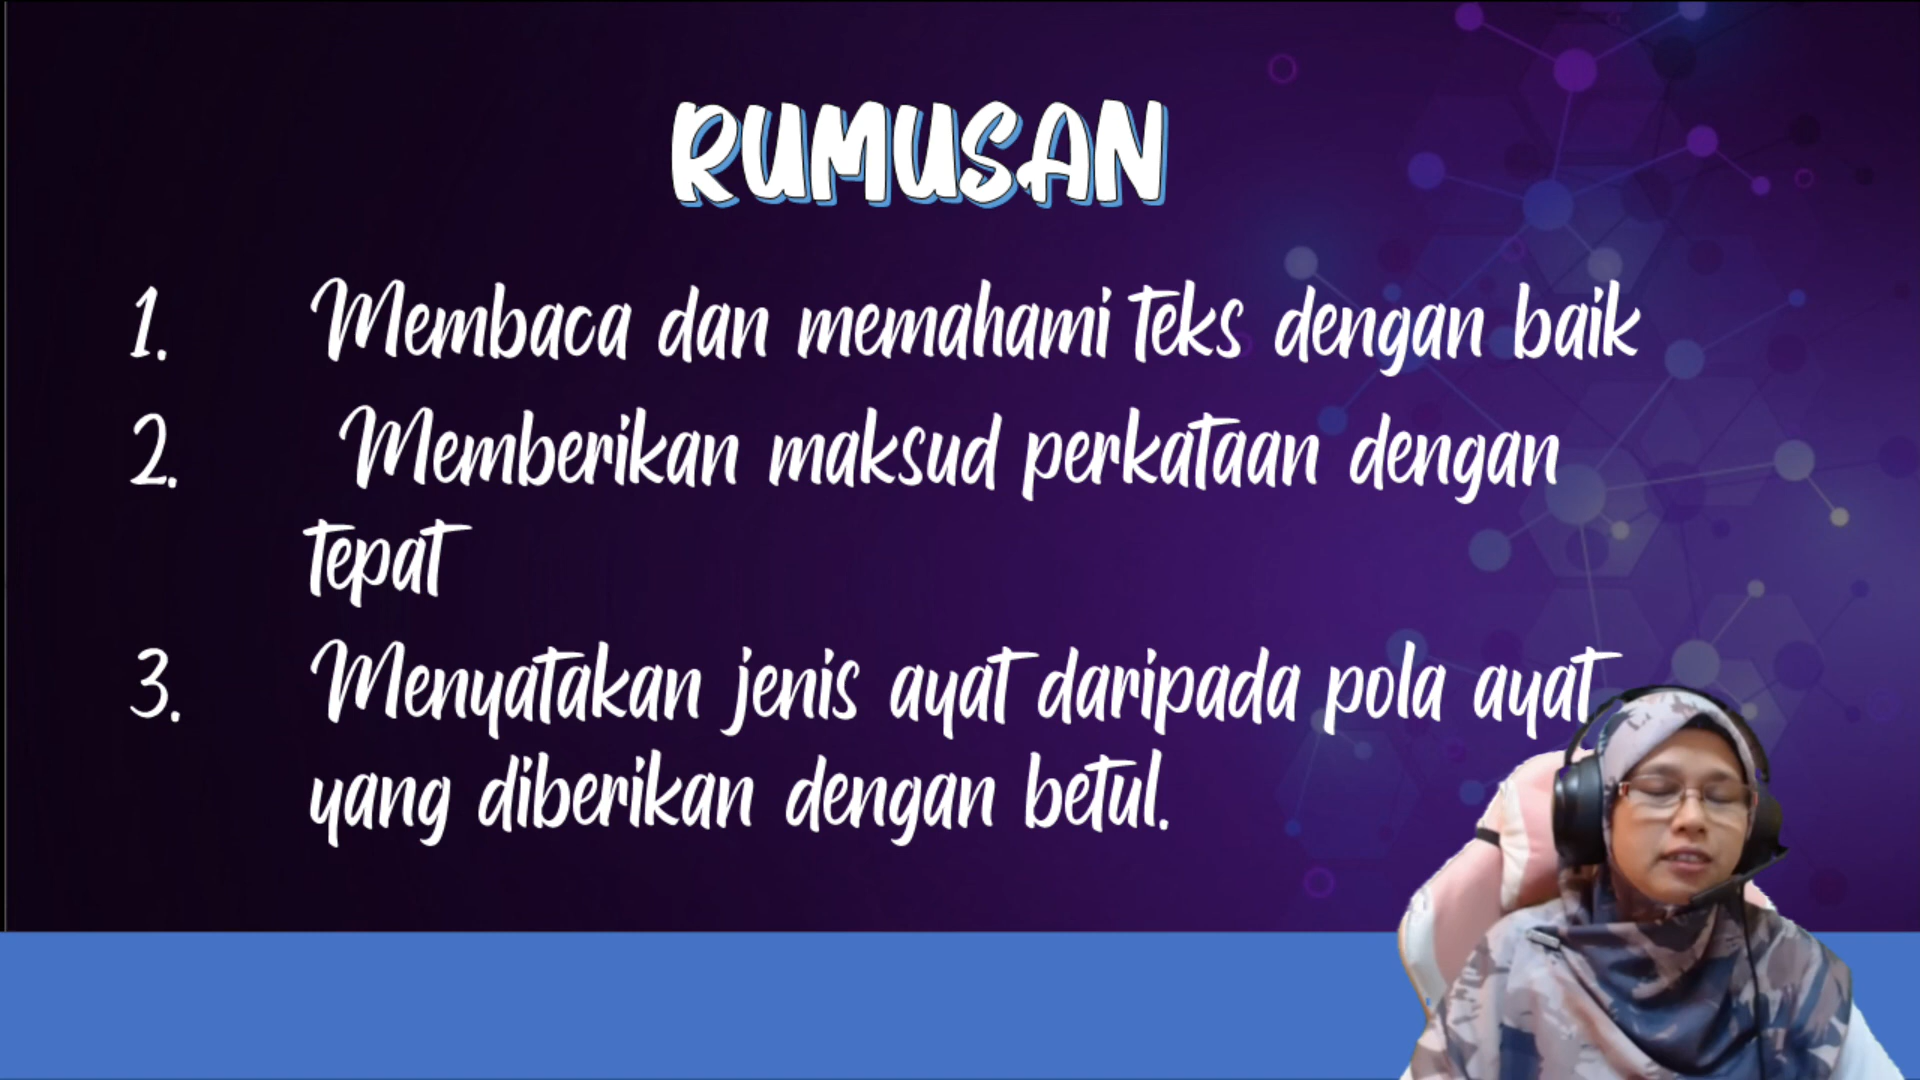 RUMUSAN
1. Membaca dan memahami teks dengan baik
2. Memberikan maksud perkataan dengan
tepat
3. Menyatakan jenis ayat daripada pola ayat
yang diberikan dengan betul.